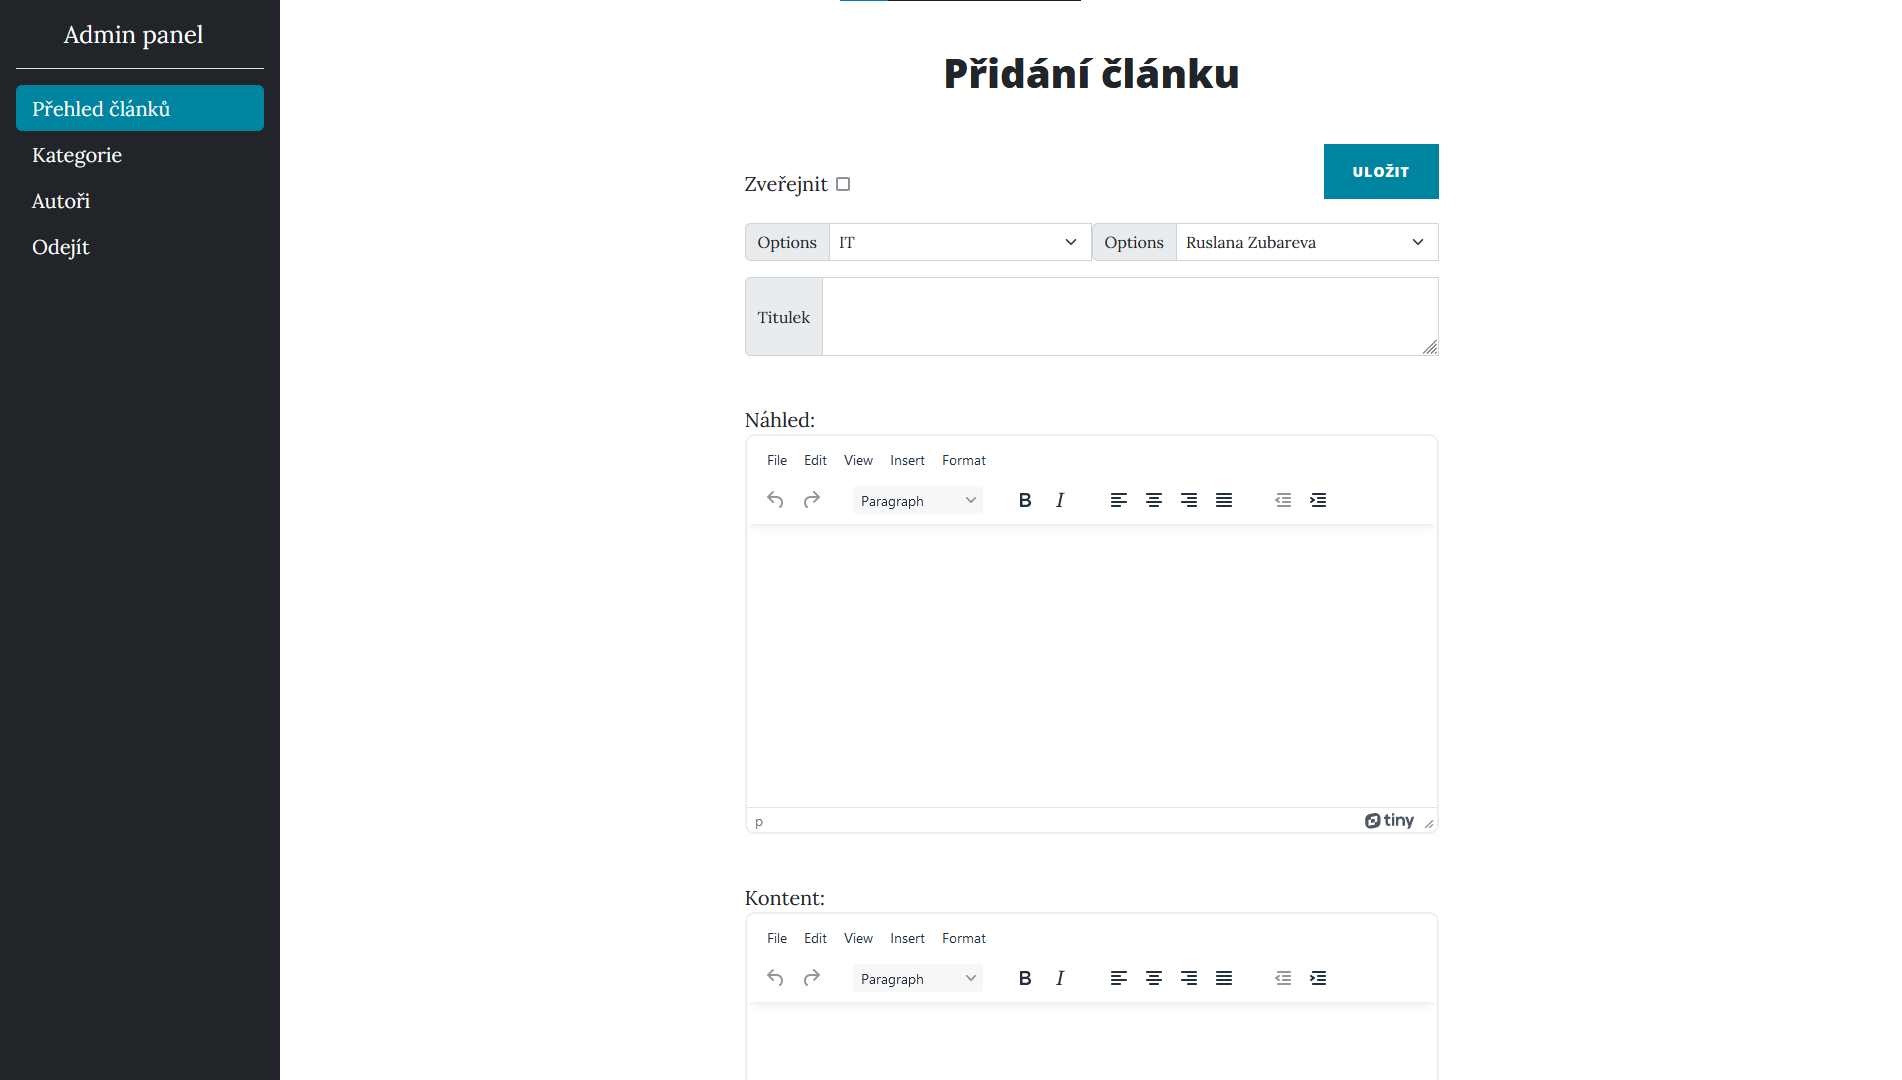 Admin panel
Přehled článků
Kategorie
Autoři
Odejít
Přidání článku
Zveřejnit
ULOŽIT
Options IT Options Ruslana Zubareva
Titulek
Náhled:
File Edit View Insert Format
Paragraph B I
p tiny
Kontent:
File Edit View Insert Format
Paragraph B I